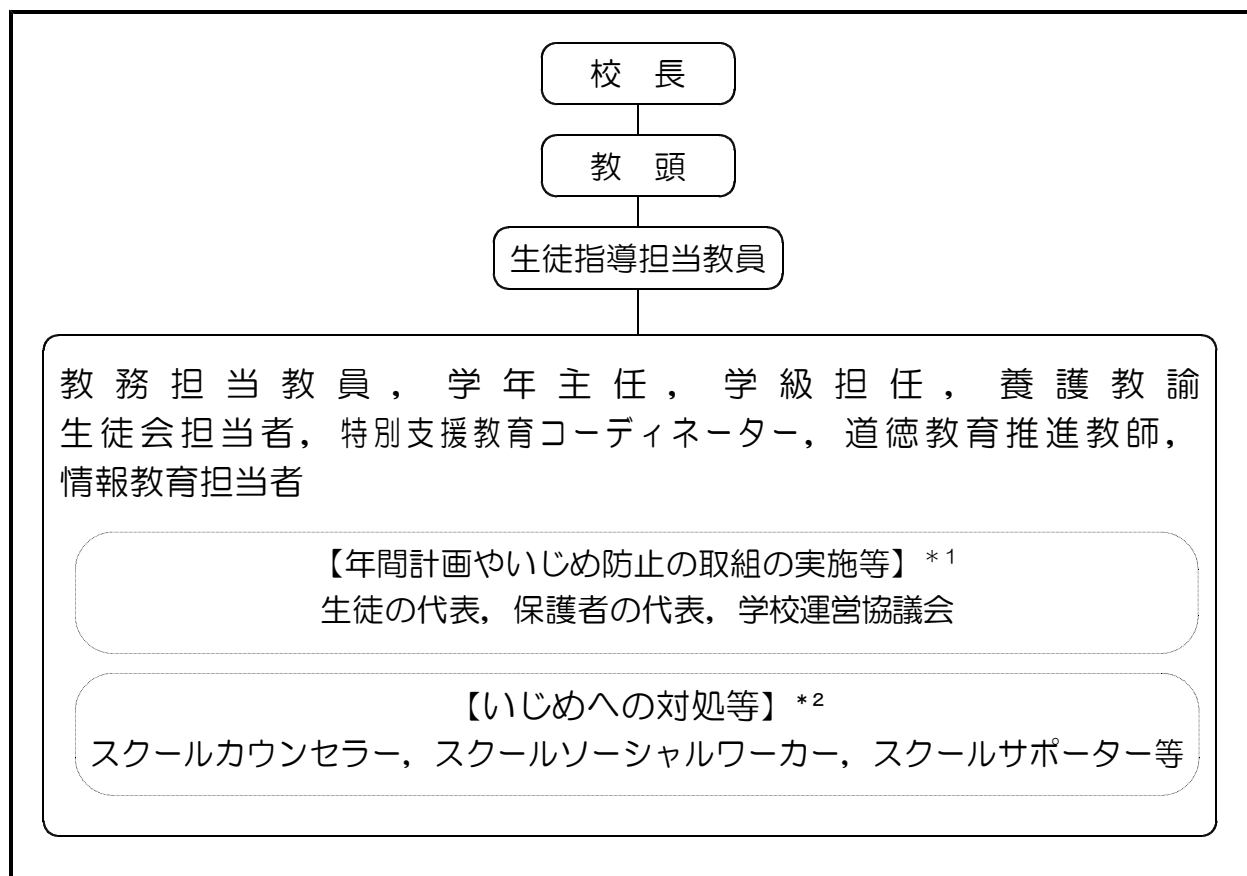 校　長
教　頭
生徒指導担当教員
教務担当教員，学年主任，学級担任，養護教諭
生徒会担当者，特別支援教育コーディネーター，道徳教育推進教師，
情報教育担当者
【年間計画やいじめ防止の取組の実施等】*1
生徒の代表，保護者の代表，学校運営協議会
【いじめへの対処等】*2
スクールカウンセラー，スクールソーシャルワーカー，スクールサポーター等